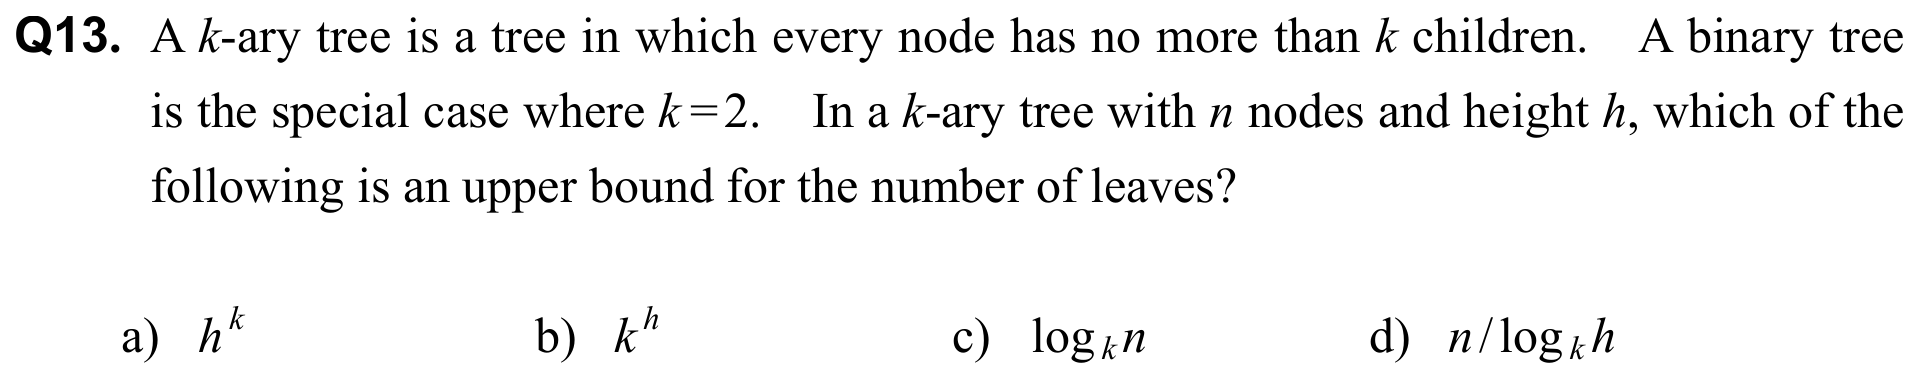 Q13. A k-ary tree is a tree in which every node has no more than k children. A binary tree
is the special case where k=2. In a k-ary tree with n nodes and height h, which of the
following is an upper bound for the number of leaves?
a) h^k b) k^h c) log_k n d) n/log_k h